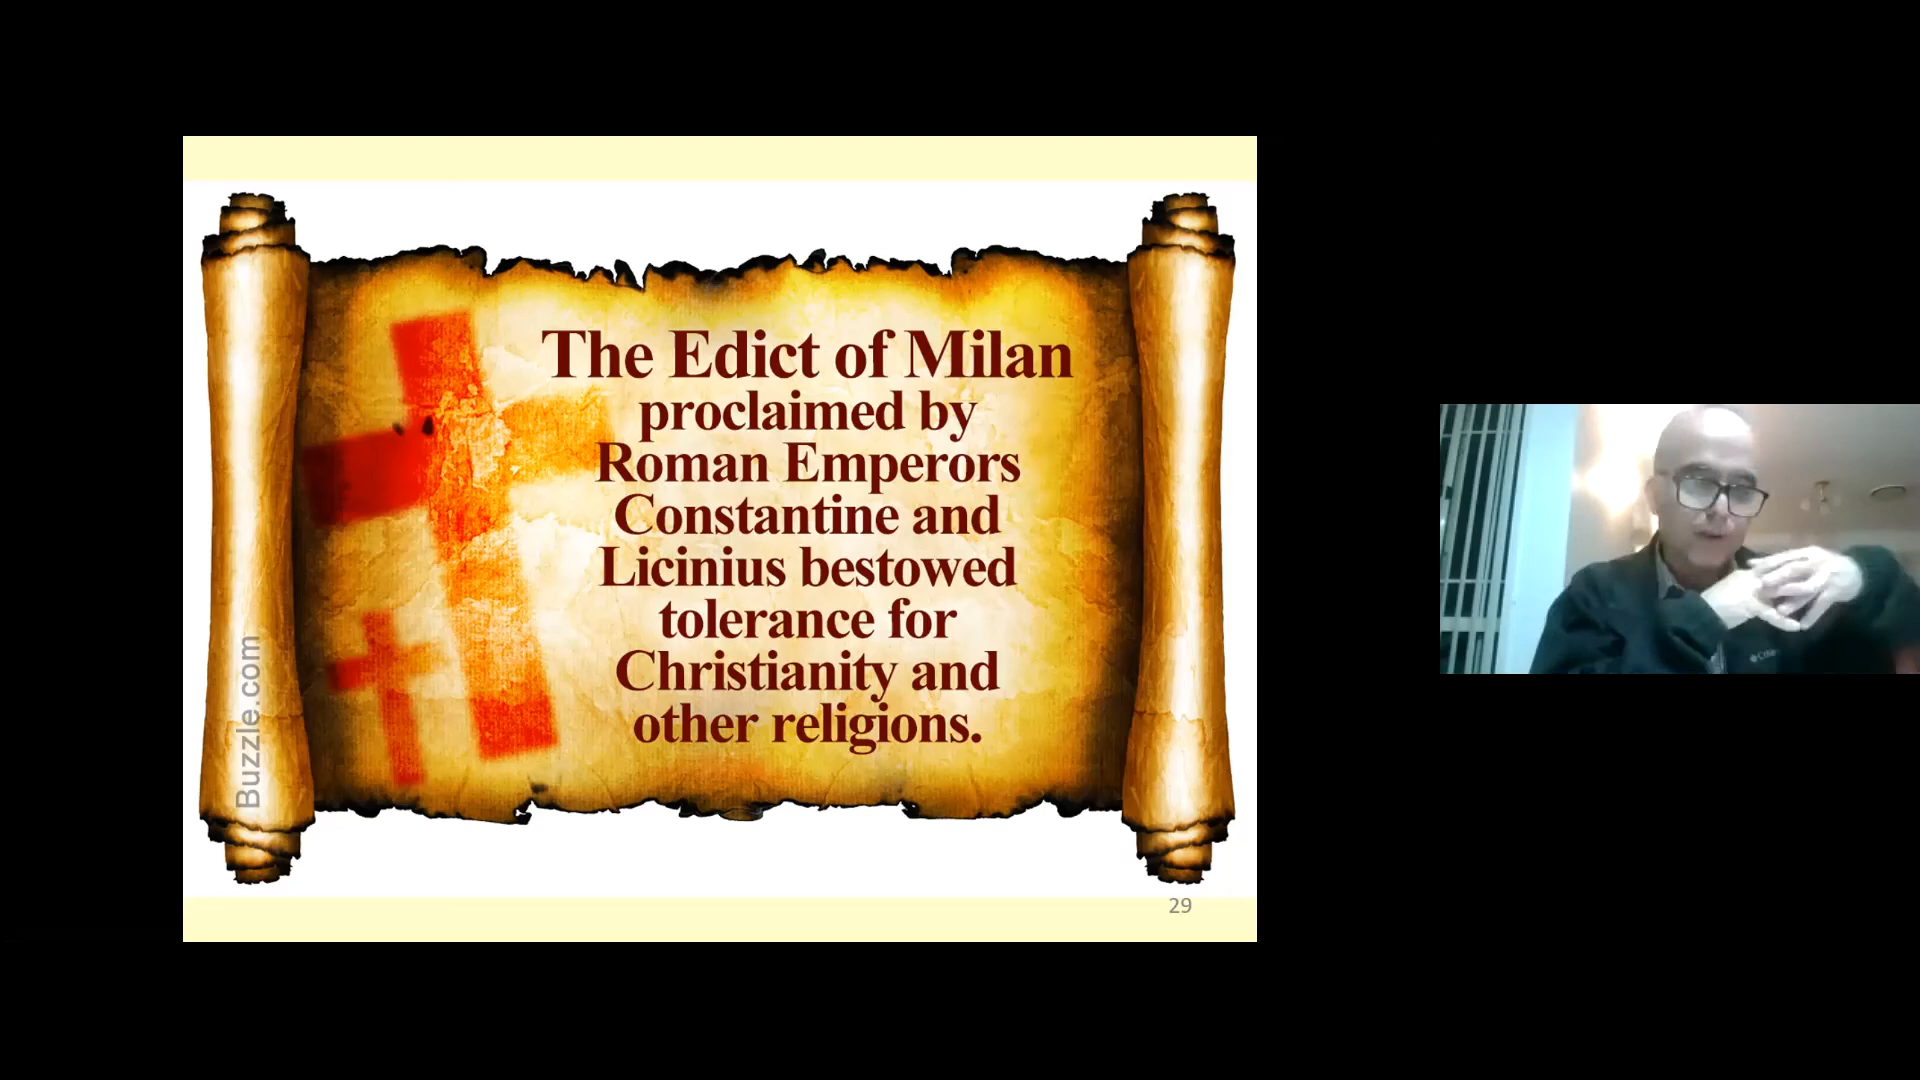 The Edict of Milan
proclaimed by
Roman Emperors
Constantine and
Licinius bestowed
tolerance for
Christianity and
other religions.
Buzzle.com
29